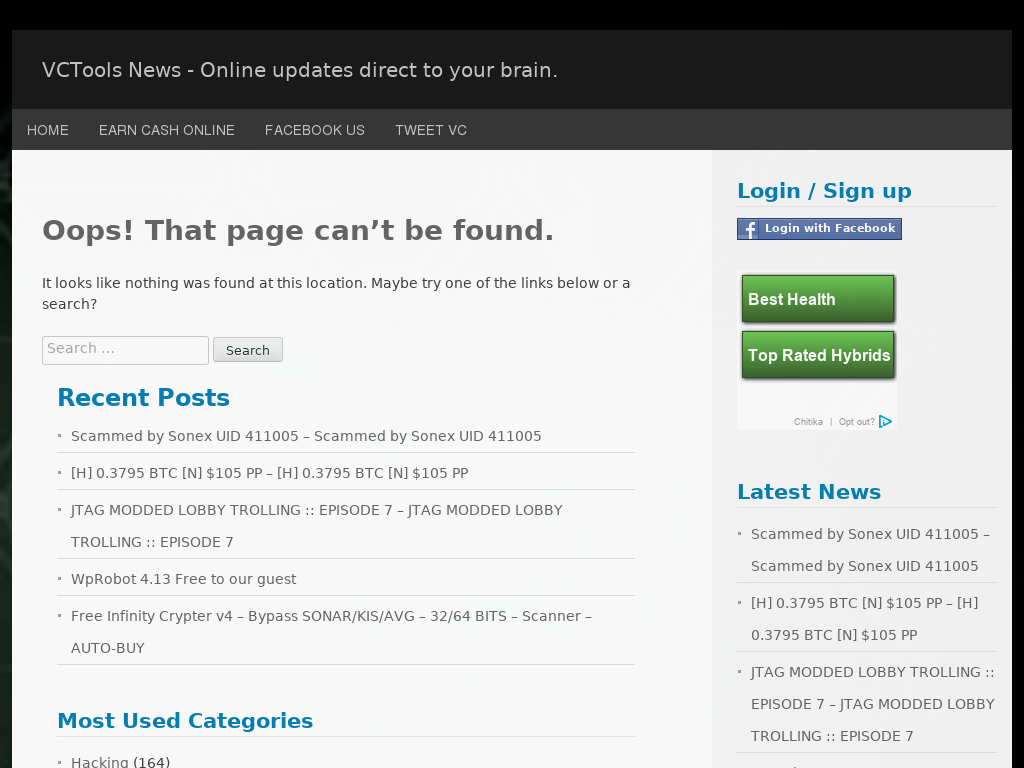 VCTools News - Online updates direct to your brain.
HOME
EARN CASH ONLINE
FACEBOOK US
TWEET VC
Oops! That page can’t be found.
It looks like nothing was found at this location. Maybe try one of the links below or a
search?
Search …
Search
Recent Posts
Scammed by Sonex UID 411005 – Scammed by Sonex UID 411005
[H] 0.3795 BTC [N] $105 PP – [H] 0.3795 BTC [N] $105 PP
JTAG MODDED LOBBY TROLLING :: EPISODE 7 – JTAG MODDED LOBBY
TROLLING :: EPISODE 7
WpRobot 4.13 Free to our guest
Free Infinity Crypter v4 – Bypass SONAR/KIS/AVG – 32/64 BITS – Scanner –
AUTO-BUY
Most Used Categories
Hacking (164)
Login / Sign up
Login with Facebook
Best Health
Top Rated Hybrids
Chitika | Opt out?
Latest News
Scammed by Sonex UID 411005 –
Scammed by Sonex UID 411005
[H] 0.3795 BTC [N] $105 PP – [H]
0.3795 BTC [N] $105 PP
JTAG MODDED LOBBY TROLLING ::
EPISODE 7 – JTAG MODDED LOBBY
TROLLING :: EPISODE 7